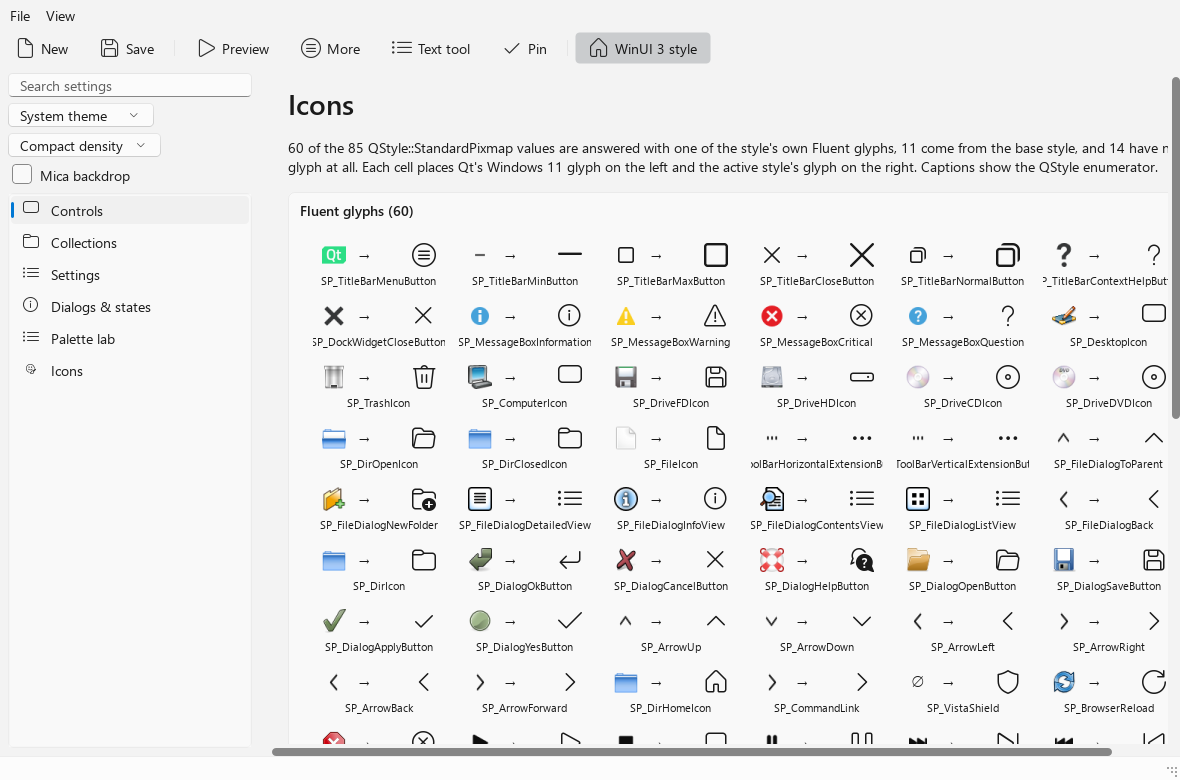 File View
New Save Preview More Text tool Pin WinUI 3 style
Search settings
System theme
Compact density
Mica backdrop
Controls
Collections
Settings
Dialogs & states
Palette lab
Icons
Icons
60 of the 85 QStyle::StandardPixmap values are answered with one of the style's own Fluent glyphs, 11 come from the base style, and 14 have
glyph at all. Each cell places Qt's Windows 11 glyph on the left and the active style's glyph on the right. Captions show the QStyle enumerator.
Fluent glyphs (60)
Qt
SP_TitleBarMenuButton SP_TitleBarMinButton SP_TitleBarMaxButton SP_TitleBarCloseButton SP_TitleBarNormalButton P_TitleBarContextHelpBut
SP_DockWidgetCloseButton SP_MessageBoxInformation SP_MessageBoxWarning SP_MessageBoxCritical SP_MessageBoxQuestion SP_DesktopIcon
DVD
SP_TrashIcon SP_ComputerIcon SP_DriveFDIcon SP_DriveHDIcon SP_DriveCDIcon SP_DriveDVDIcon
SP_DirOpenIcon SP_DirClosedIcon SP_FileIcon oolBarHorizontalExtensionB ToolBarVerticalExtensionBut SP_FileDialogToParent
SP_FileDialogNewFolder SP_FileDialogDetailedView SP_FileDialogInfoView SP_FileDialogContentsView SP_FileDialogListView SP_FileDialogBack
SP_DirIcon SP_DialogOkButton SP_DialogCancelButton SP_DialogHelpButton SP_DialogOpenButton SP_DialogSaveButton
SP_DialogApplyButton SP_DialogYesButton SP_ArrowUp SP_ArrowDown SP_ArrowLeft SP_ArrowRight
SP_ArrowBack SP_ArrowForward SP_DirHomeIcon SP_CommandLink SP_VistaShield SP_BrowserReload